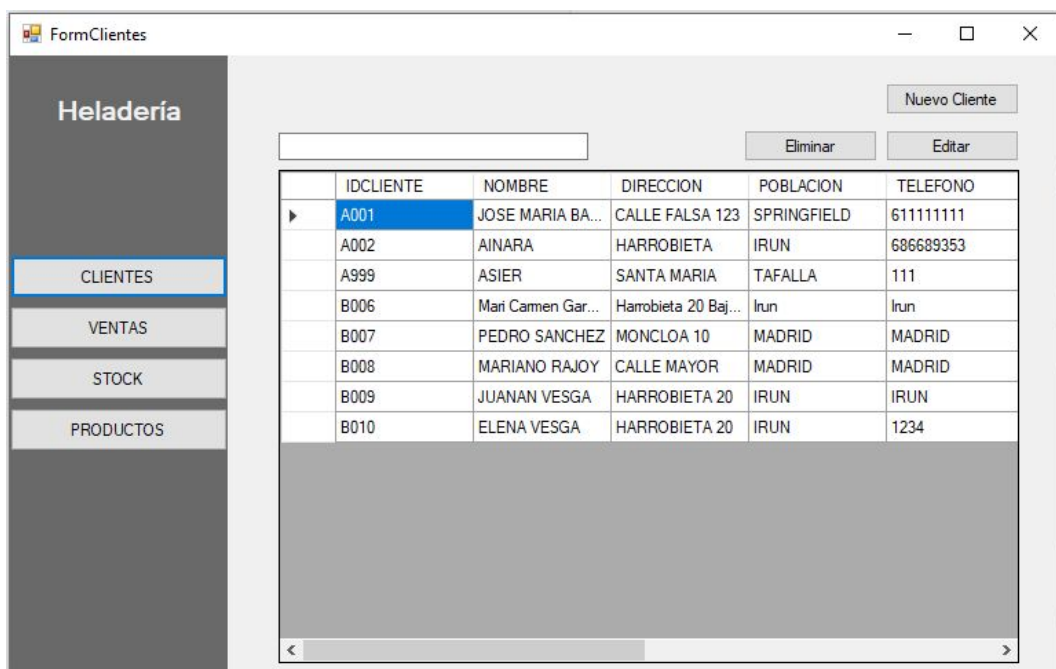 FormClientes
Heladería
Nuevo Cliente
Eliminar Editar
IDCLIENTE NOMBRE DIRECCION POBLACION TELEFONO
A001 JOSE MARIA BA... CALLE FALSA 123 SPRINGFIELD 611111111
A002 AINARA HARROBIETA IRUN 686689353
A999 ASIER SANTA MARIA TAFALLA 111
B006 Mari Carmen Gar... Harrobieta 20 Baj... Irun Irun
B007 PEDRO SANCHEZ MONCLOA 10 MADRID MADRID
B008 MARIANO RAJOY CALLE MAYOR MADRID MADRID
B009 JUANAN VESGA HARROBIETA 20 IRUN IRUN
B010 ELENA VESGA HARROBIETA 20 IRUN 1234
CLIENTES
VENTAS
STOCK
PRODUCTOS